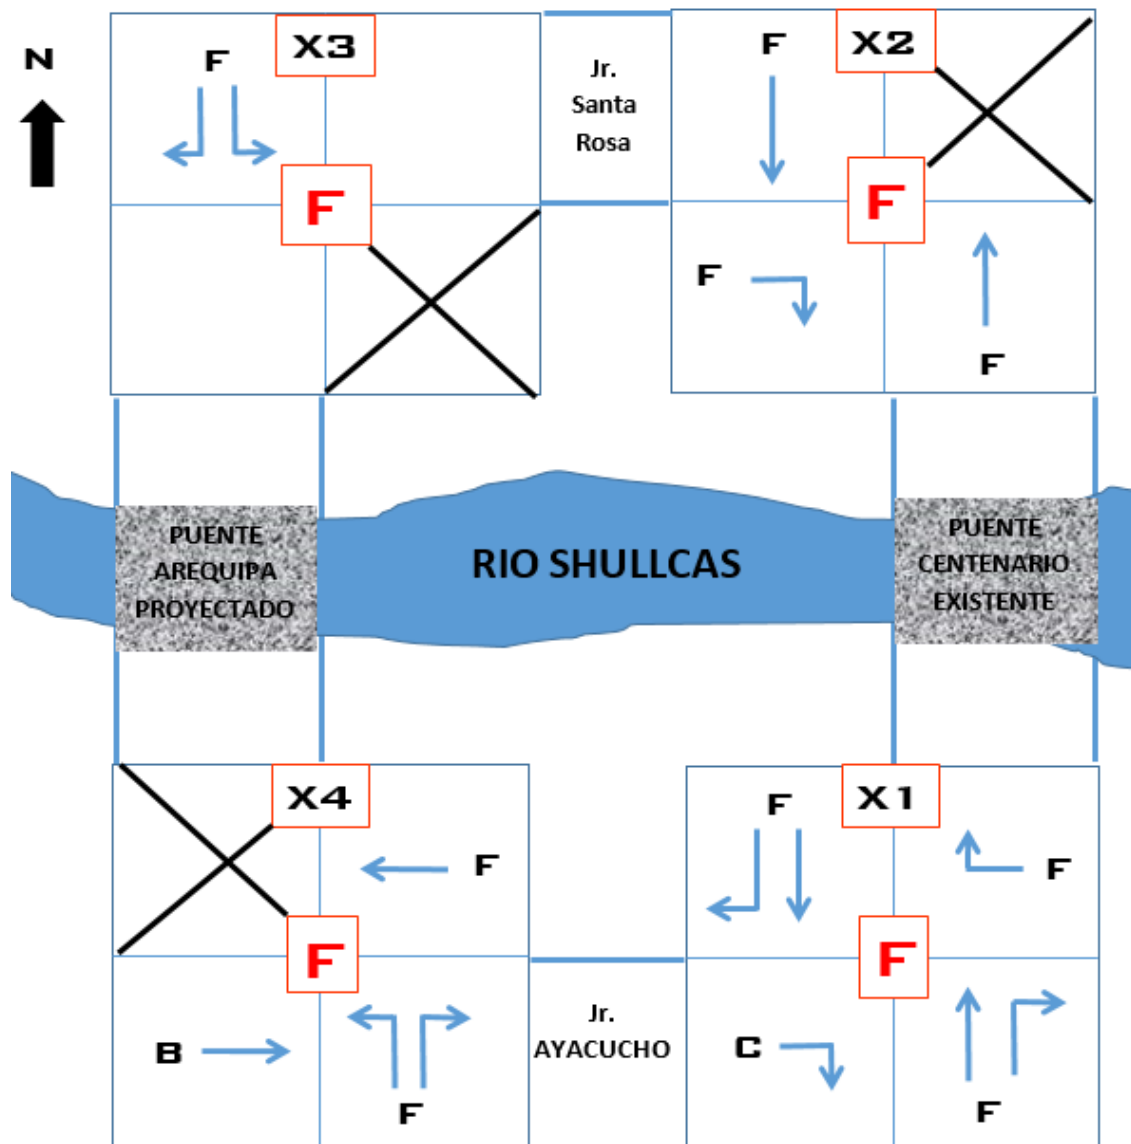 N
F
X3
F
Jr.
Santa
Rosa
F
X2
F
F
F
PUENTE
AREQUIPA
PROYECTADO
RIO SHULLCAS
PUENTE
CENTENARIO
EXISTENTE
X4
F
F
B
F
Jr.
AYACUCHO
F
X1
F
F
C
F